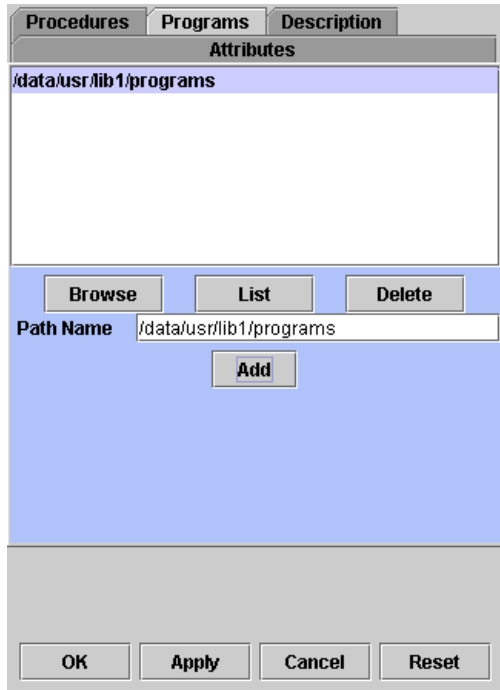 Procedures Programs Description
Attributes
/data/usr/lib1/programs
Browse List Delete
Path Name /data/usr/lib1/programs
Add
OK Apply Cancel Reset